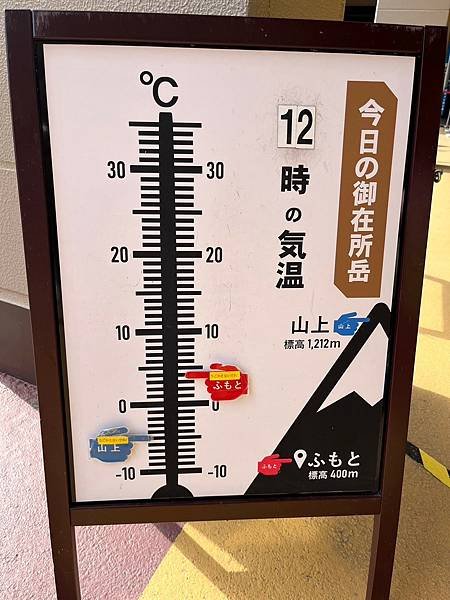 ℃
12
時の気温
今日の御在所岳
30 30
20 20
10 10
0 0
-10 -10
ふもと
山上
山上
山上
標高 1,212m
ふもと
ふもと
標高 400m